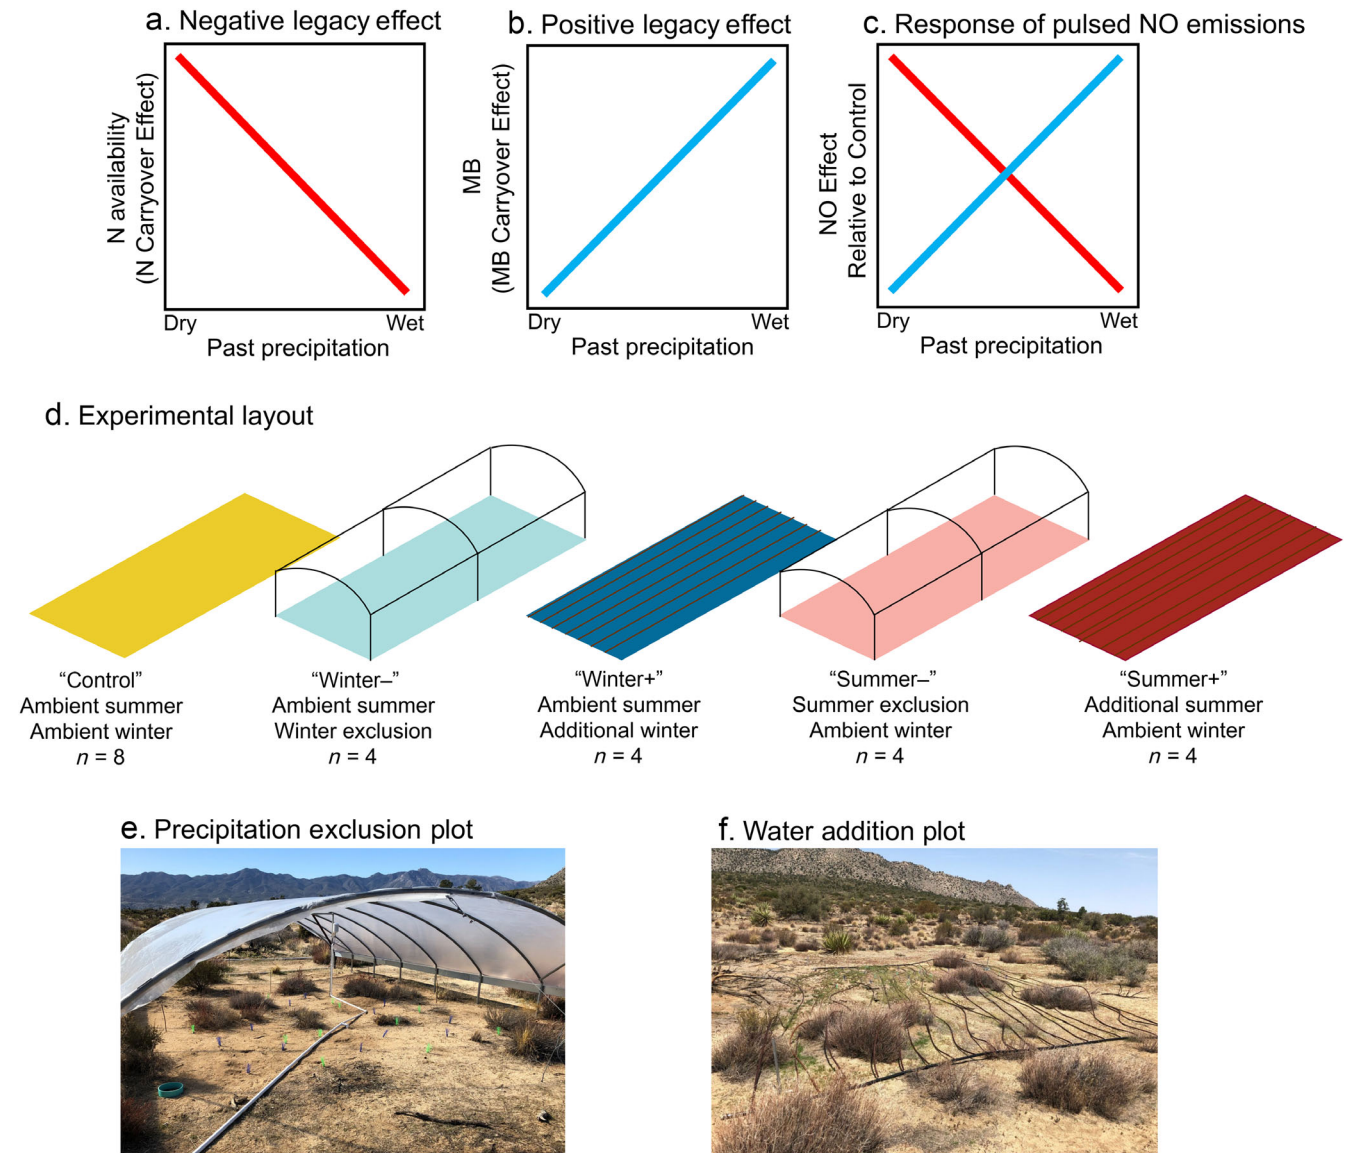 a. Negative legacy effect
N availability
(N Carryover Effect)
Dry
Wet
Past precipitation
b. Positive legacy effect
MB
(MB Carryover Effect)
Dry
Wet
Past precipitation
c. Response of pulsed NO emissions
NO Effect
Relative to Control
Dry
Wet
Past precipitation
d. Experimental layout
“Control”
Ambient summer
Ambient winter
n = 8
“Winter–”
Ambient summer
Winter exclusion
n = 4
“Winter+”
Ambient summer
Additional winter
n = 4
“Summer–”
Summer exclusion
Ambient winter
n = 4
“Summer+”
Additional summer
Ambient winter
n = 4
e. Precipitation exclusion plot
f. Water addition plot